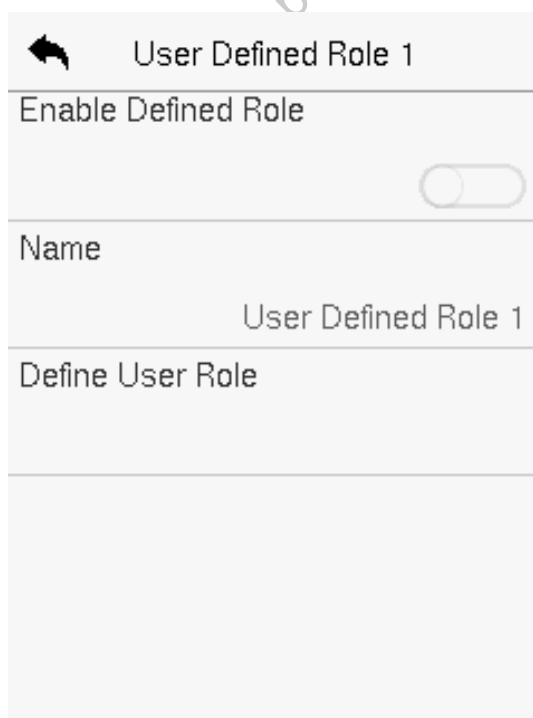 User Defined Role 1
Enable Defined Role
Name
User Defined Role 1
Define User Role